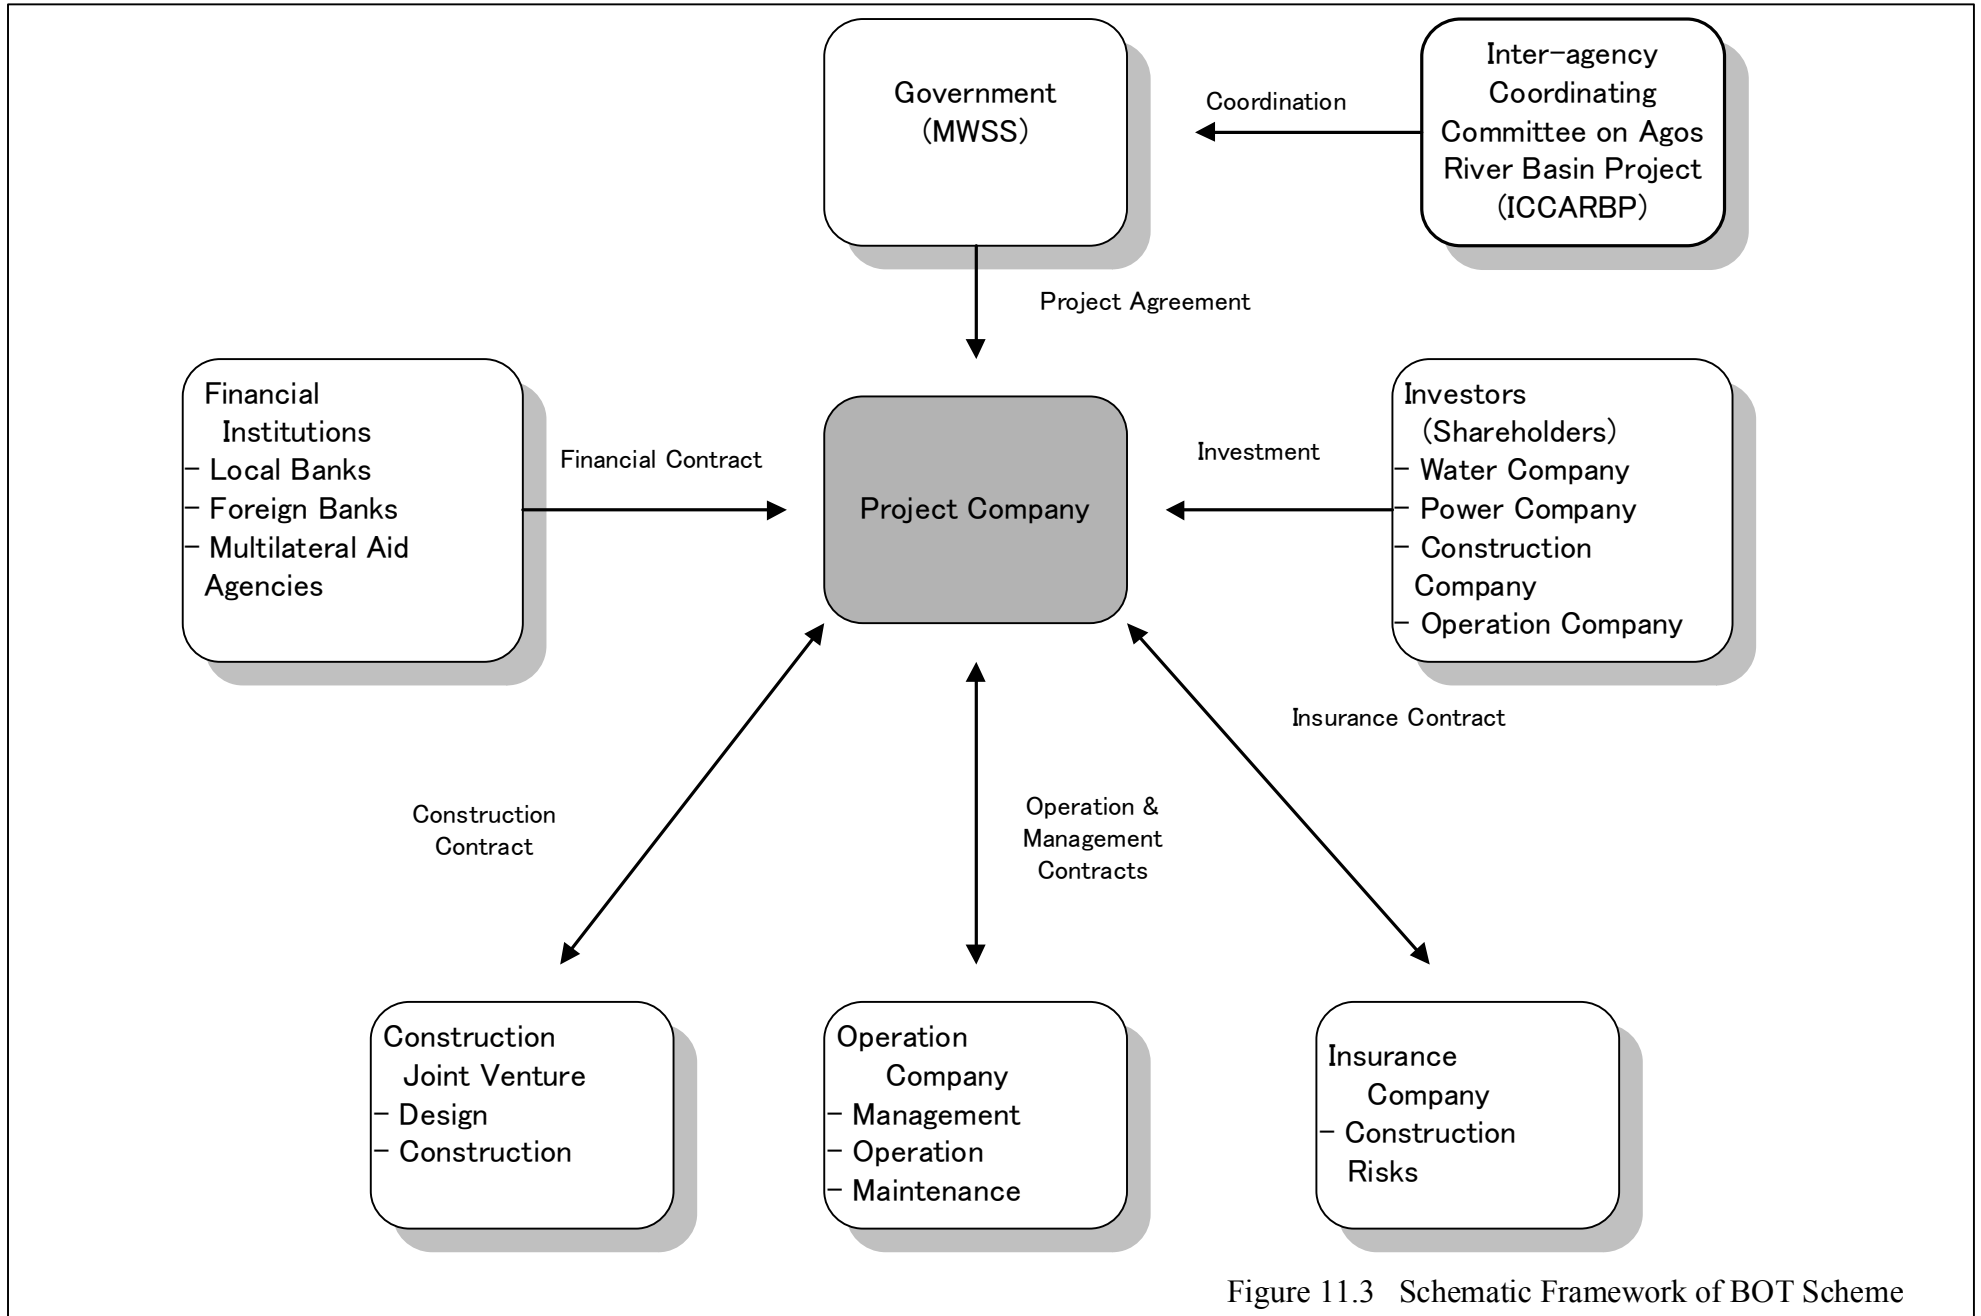 Government
(MWSS)
Coordination
Inter-agency
Coordinating
Committee on Agos
River Basin Project
(ICCARBP)
Project Agreement
Financial
Institutions
- Local Banks
- Foreign Banks
- Multilateral Aid
Agencies
Financial Contract
Project Company
Investment
Investors
(Shareholders)
- Water Company
- Power Company
- Construction
Company
- Operation Company
Insurance Contract
Construction
Contract
Operation &
Management
Contracts
Construction
Joint Venture
- Design
- Construction
Operation
Company
- Management
- Operation
- Maintenance
Insurance
Company
- Construction
Risks
Figure 11.3 Schematic Framework of BOT Scheme